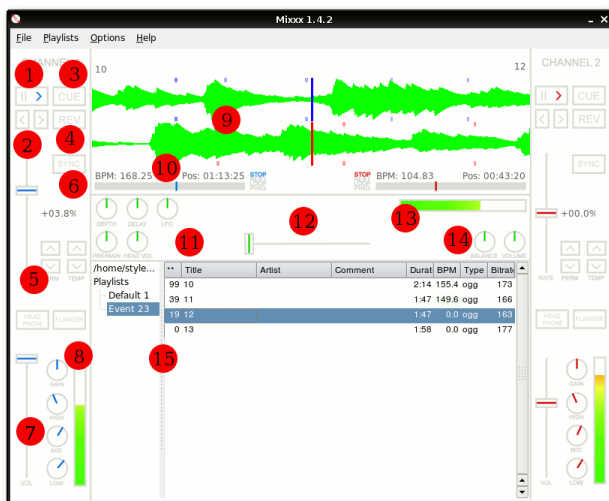 Mixxx 1.4.2
File Playlists Options Help
CHANNEL 2
10 12
1 3 CUE CUE
2 4 REV REV
9
SYNC SYNC
10
6 BPM: 168.25 Pos: 01:13:25 STOP STOP BPM: 104.83 Pos: 00:43:20
+03.8% +00.0%
DEPTH DELAY LFO 12 13
PRE/MAIN HEAD VOL 11 14 BALANCE VOLUME
5 TEMP RATE PERM TEMP
/home/style... ** Title Artist Comment Durat BPM Type Bitrate
Playlists 99 10 2:14 155.4 ogg 173
Default 1 39 11 1:47 149.6 ogg 166
Event 23 19 12 1:47 0.0 ogg 163
0 13 1:58 0.0 ogg 177
HEAD PHONE FLANGER HEAD PHONE FLANGER
8 15
GAIN GAIN
HIGH HIGH
7 MID MID
VOL LOW VOL LOW